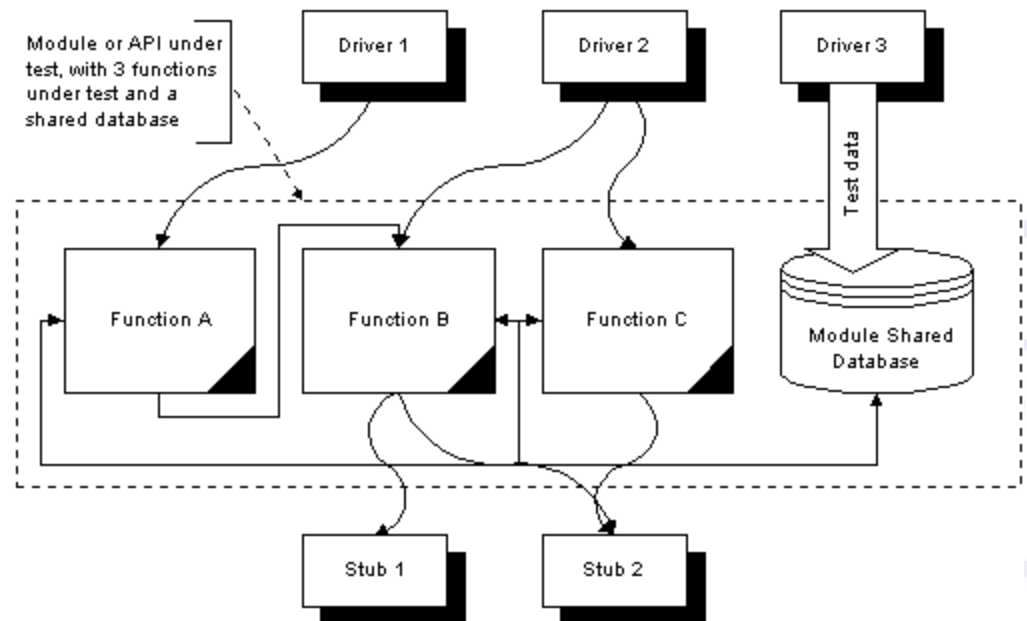 Module or API under
test, with 3 functions
under test and a
shared database
Driver 1
Driver 2
Driver 3
Test data
Function A
Function B
Function C
Module Shared
Database
Stub 1
Stub 2